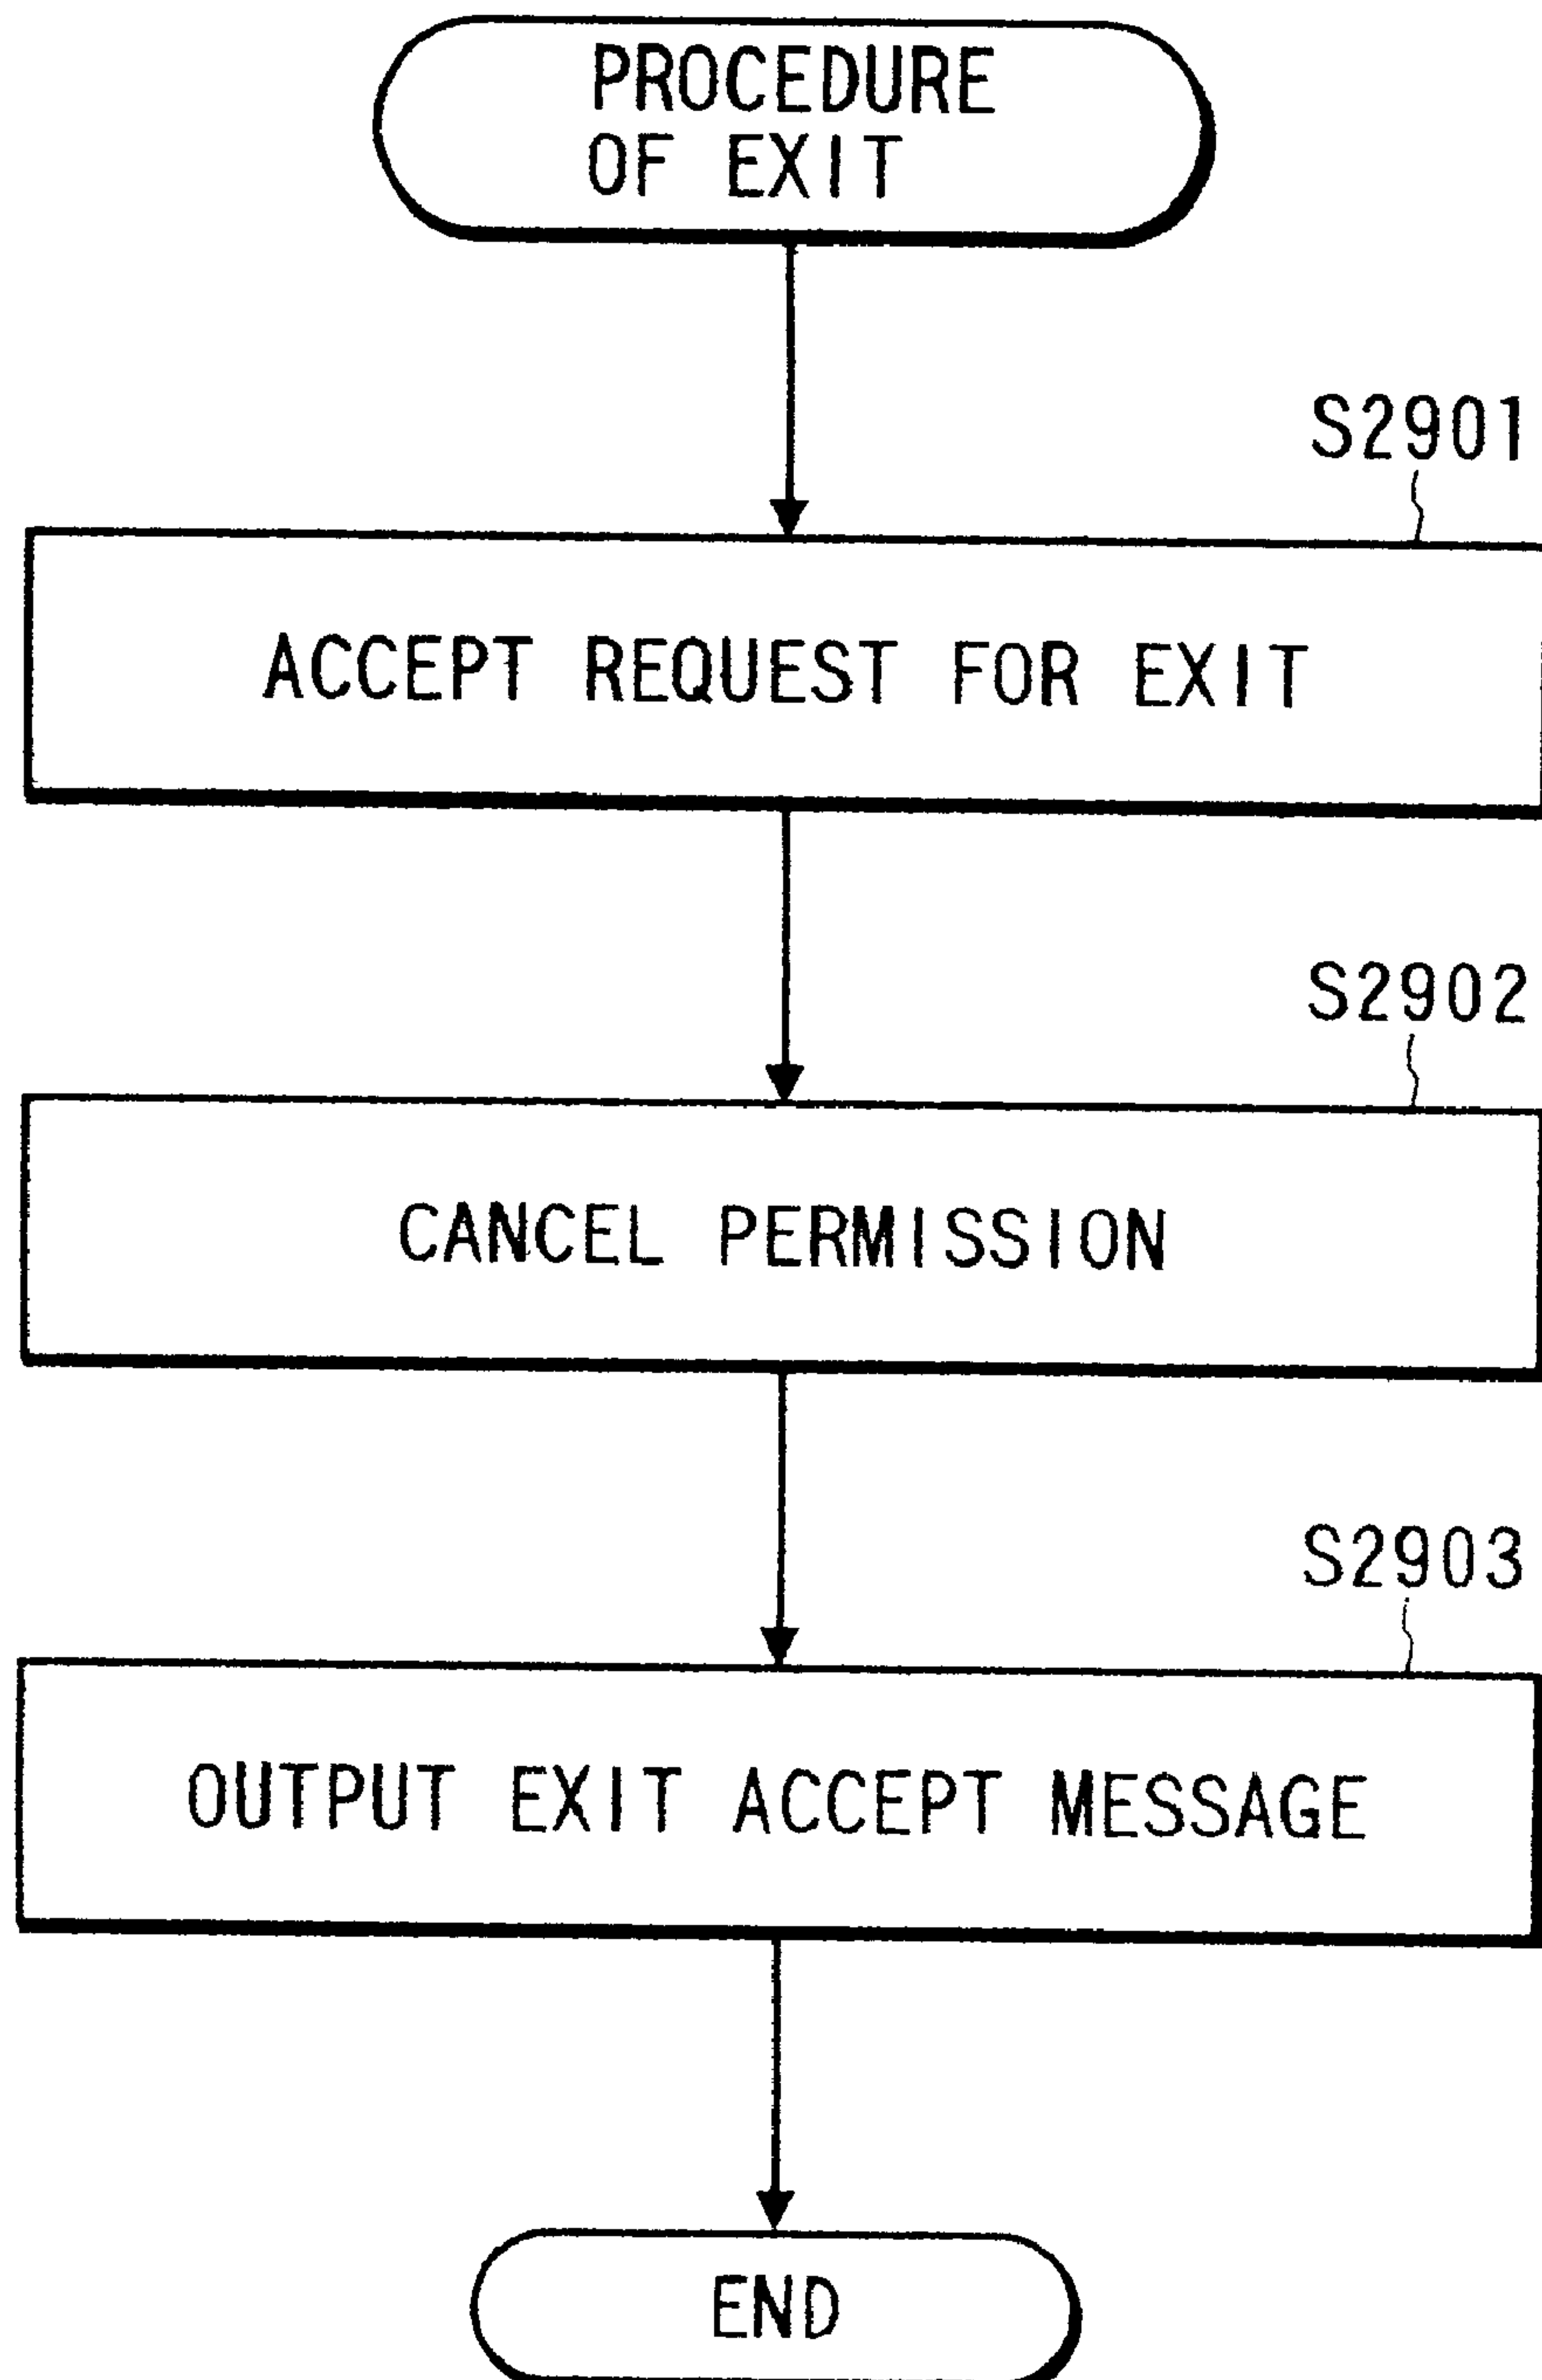 PROCEDURE
OF EXIT
S2901
ACCEPT REQUEST FOR EXIT
S2902
CANCEL PERMISSION
S2903
OUTPUT EXIT ACCEPT MESSAGE
END